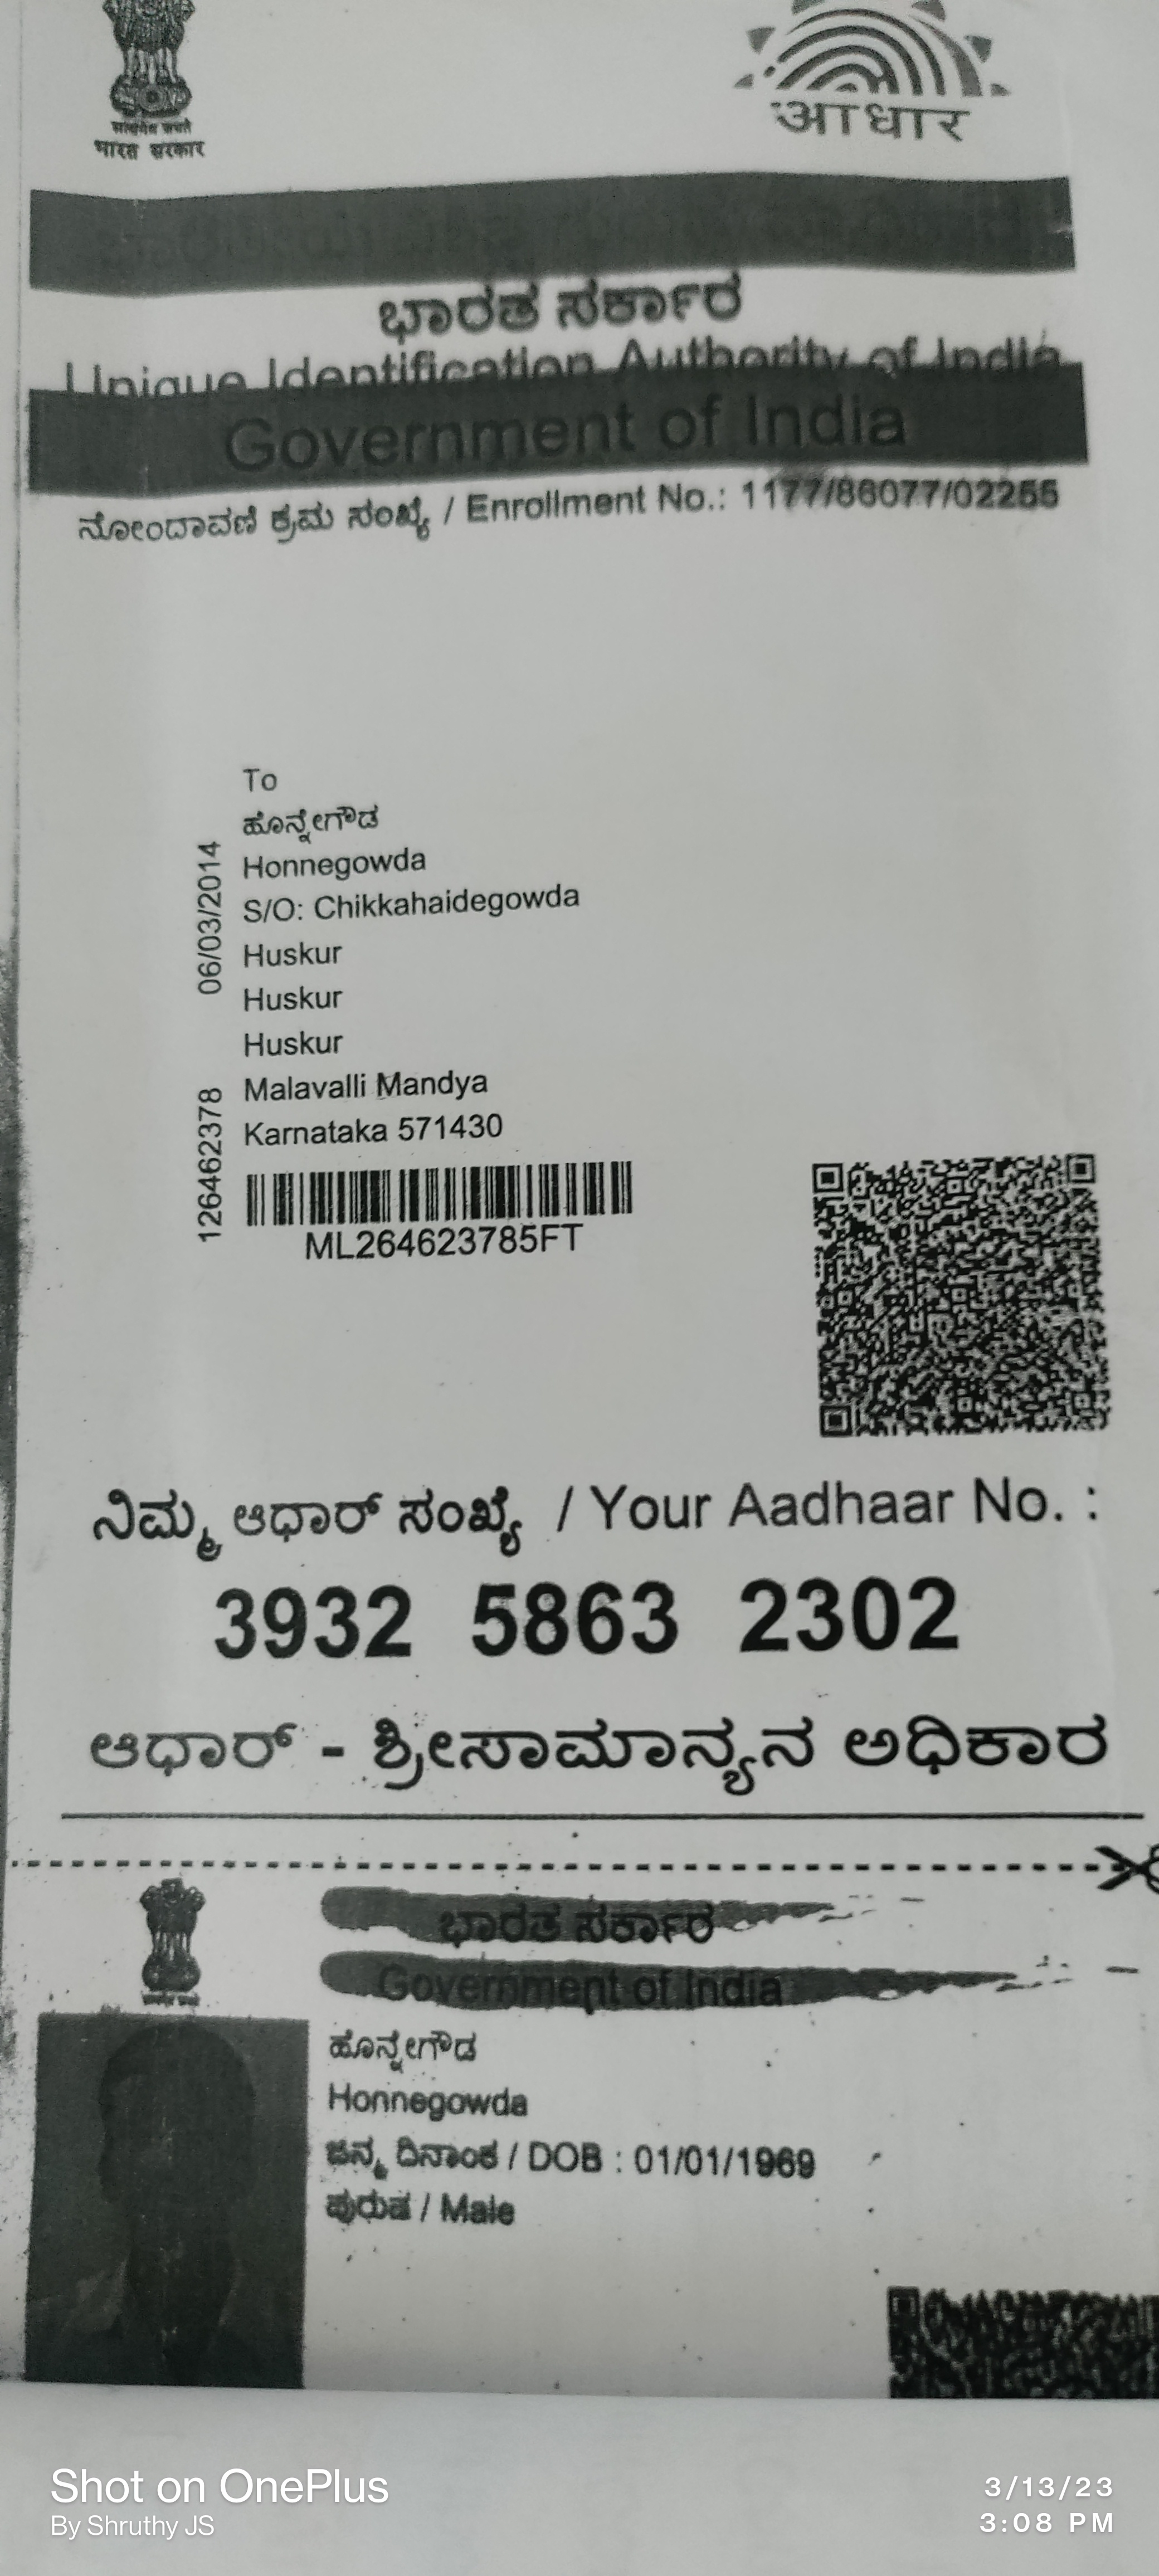 सत्यमेव जयते
भारत सरकार
आधार
ಭಾರತ ಸರ್ಕಾರ
Unique Identification Authority of India
Government of India
ನೋಂದಾವಣಿ ಕ್ರಮ ಸಂಖ್ಯೆ / Enrollment No.: 1177/86077/02255
To
ಹೊನ್ನೇಗೌಡ
Honnegowda
S/O: Chikkahaidegowda
Huskur
Huskur
Huskur
Malavalli Mandya
Karnataka 571430
06/03/2014
126462378
ML264623785FT
ನಿಮ್ಮ ಆಧಾರ್ ಸಂಖ್ಯೆ / Your Aadhaar No. :
3932 5863 2302
ಆಧಾರ್ - ಶ್ರೀಸಾಮಾನ್ಯನ ಅಧಿಕಾರ
ಭಾರತ ಸರ್ಕಾರ
Government of India
ಹೊನ್ನೇಗೌಡ
Honnegowda
ಜನ್ಮ ದಿನಾಂಕ / DOB : 01/01/1969
ಪುರುಷ / Male
Shot on OnePlus
By Shruthy JS
3/13/23
3:08 PM